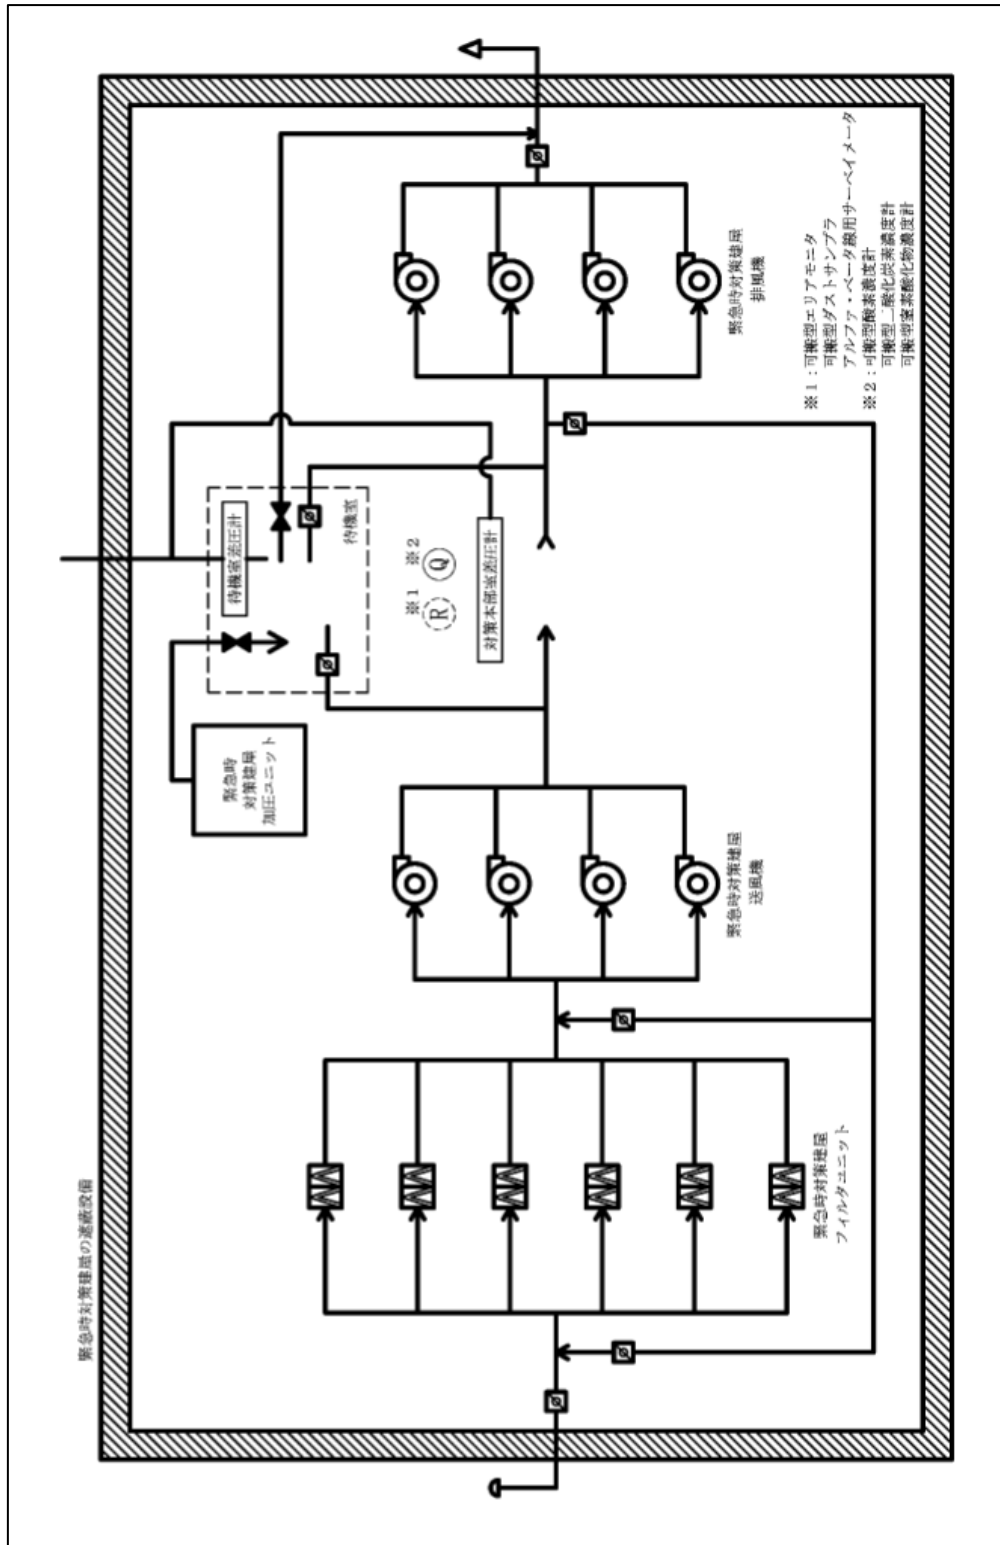 緊急時対策建屋の遮蔽設備
緊急時
対策建屋
加圧ユニット
待機室差圧計
待機室
※1
※2
R
Q
対策本部室差圧計
緊急時対策建屋
フィルタユニット
緊急時対策建屋
送風機
緊急時対策建屋
排風機
※1:可搬型エリアモニタ
可搬型ダストサンプラ
アルファ・ベータ線用サーベイメータ
※2:可搬型酸素濃度計
可搬型二酸化炭素濃度計
可搬型窒素酸化物濃度計